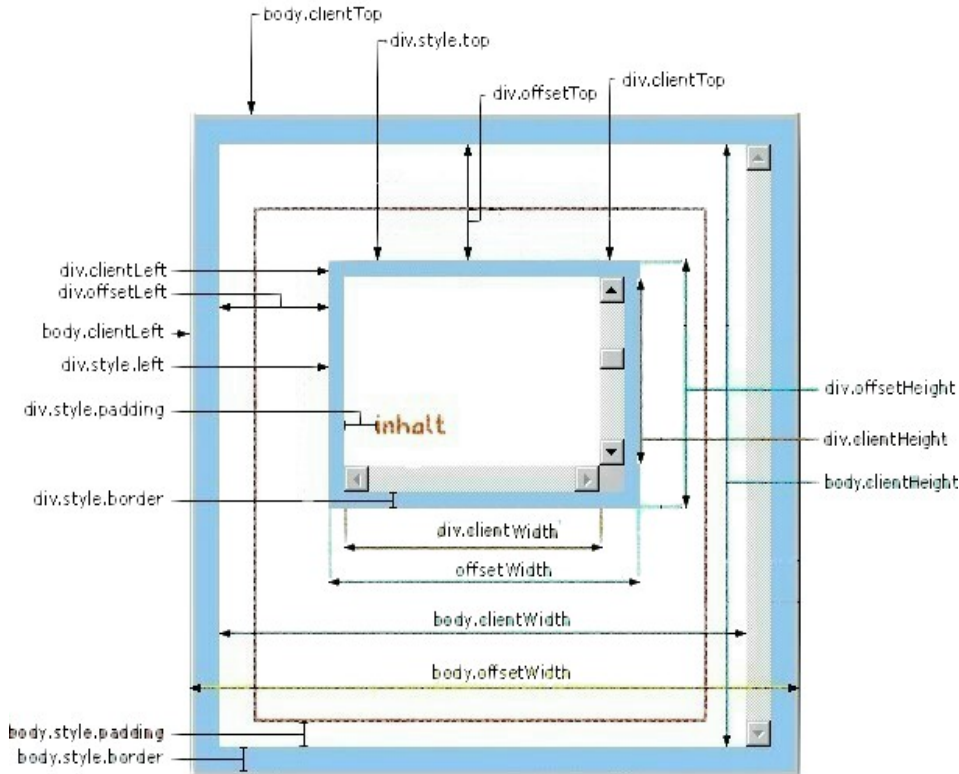 body.clientTop
div.style.top
div.offsetTop
div.clientTop
div.clientLeft
div.offsetLeft
body.clientLeft
div.style.left
div.style.padding
inhalt
div.offsetHeight
div.clientHeight
body.clientHeight
div.style.border
div.clientWidth
offsetWidth
body.clientWidth
body.offsetWidth
body.style.padding
body.style.border